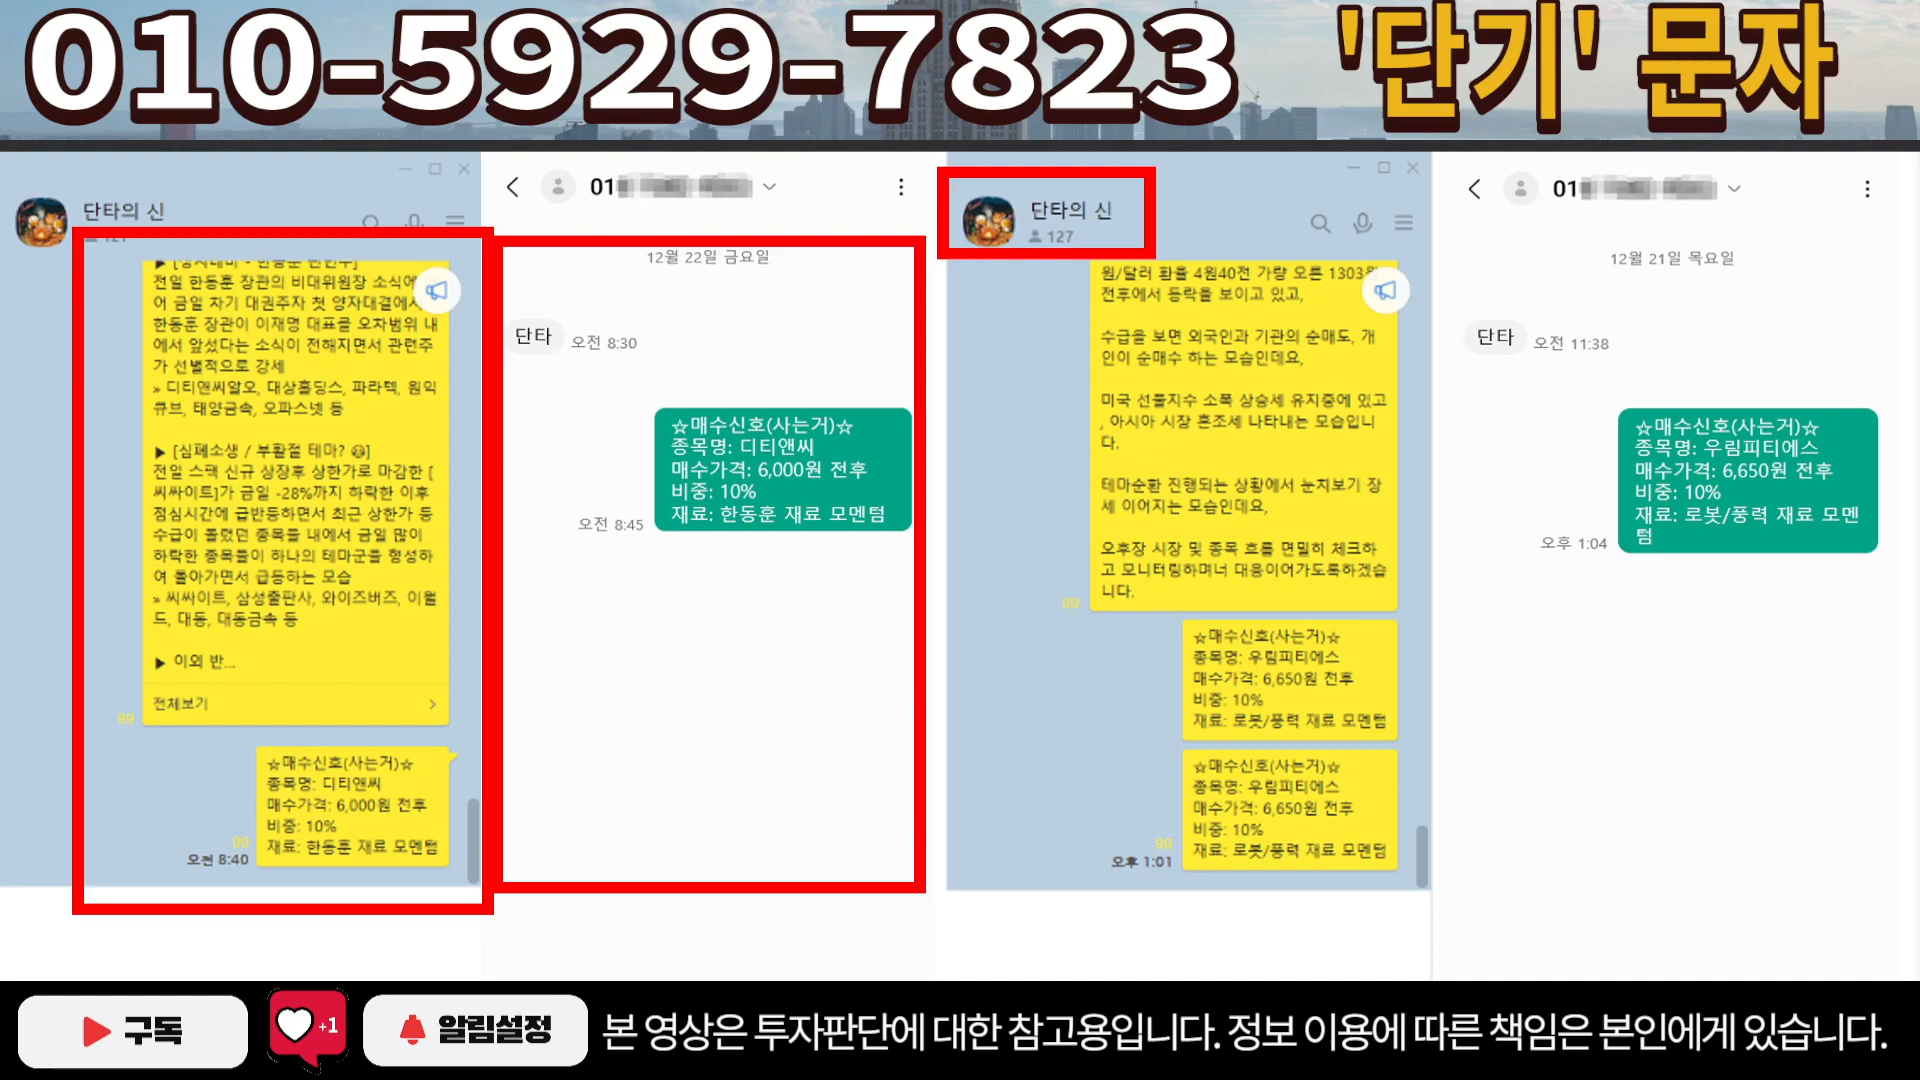 010-5929-7823 '단기' 문자
단타의 신
127
전일 한동훈 장관의 비대위원장 소식에
어 금일 차기 대권주자 첫 양자대결에서
한동훈 장관이 이재명 대표를 오차범위 내
에서 앞섰다는 소식이 전해지면서 관련주
가 선별적으로 강세
» 디티앤씨알오, 대상홀딩스, 파라텍, 원익
큐브, 태양금속, 오파스넷 등
▶ [심폐소생 / 부활절 테마? 😆]
전일 스팩 신규 상장후 상한가로 마감한 [
씨싸이트]가 금일 -28%까지 하락한 이후
점심시간에 급반등하면서 최근 상한가 등
수급이 몰렸던 종목들 내에서 금일 많이
하락한 종목들이 하나의 테마군을 형성하
여 돌아가면서 급등하는 모습
» 씨싸이트, 삼성출판사, 와이즈버즈, 이월
드, 대동, 대동금속 등
▶ 이외 반...
전체보기
99
☆매수신호(사는거)☆
종목명: 디티앤씨
매수가격: 6,000원 전후
비중: 10%
재료: 한동훈 재료 모멘텀
99
오전 8:40
01
12월 22일 금요일
단타 오전 8:30
☆매수신호(사는거)☆
종목명: 디티앤씨
매수가격: 6,000원 전후
비중: 10%
재료: 한동훈 재료 모멘텀
오전 8:45
단타의 신
127
원/달러 환율 4원40전 가량 오른 1303원
전후에서 등락을 보이고 있고,
수급을 보면 외국인과 기관의 순매도, 개
인이 순매수 하는 모습인데요,
미국 선물지수 소폭 상승세 유지중에 있고
, 아시아 시장 혼조세 나타내는 모습입니
다.
테마순환 진행되는 상황에서 눈치보기 장
세 이어지는 모습인데요,
오후장 시장 및 종목 흐름 면밀히 체크하
고 모니터링하며너 대응이어가도록하겠습
니다.
99
☆매수신호(사는거)☆
종목명: 우림피티에스
매수가격: 6,650원 전후
비중: 10%
재료: 로봇/풍력 재료 모멘텀
☆매수신호(사는거)☆
종목명: 우림피티에스
매수가격: 6,650원 전후
비중: 10%
재료: 로봇/풍력 재료 모멘텀
99
오후 1:01
01
12월 21일 목요일
단타 오전 11:38
☆매수신호(사는거)☆
종목명: 우림피티에스
매수가격: 6,650원 전후
비중: 10%
재료: 로봇/풍력 재료 모멘
텀
오후 1:04
구독 +1 알림설정 본 영상은 투자판단에 대한 참고용입니다. 정보 이용에 따른 책임은 본인에게 있습니다.